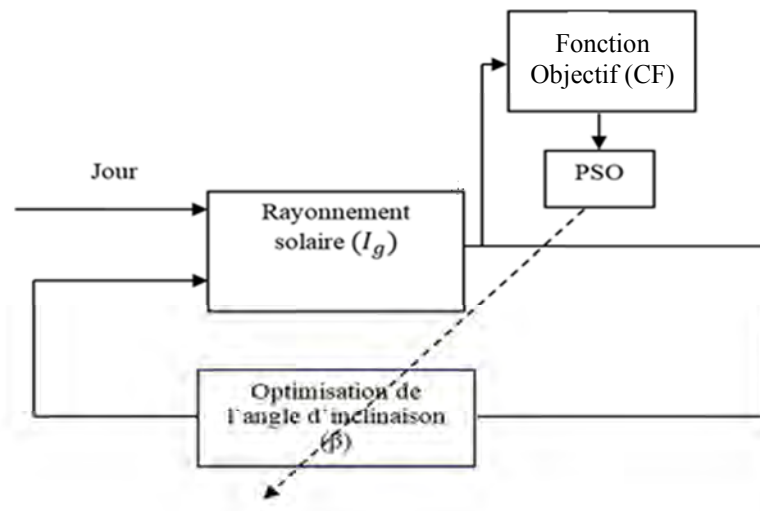 Fonction
Objectif (CF)
PSO
Jour
Rayonnement
solaire (I_g)
Optimisation de
l'angle d'inclinaison
(β)